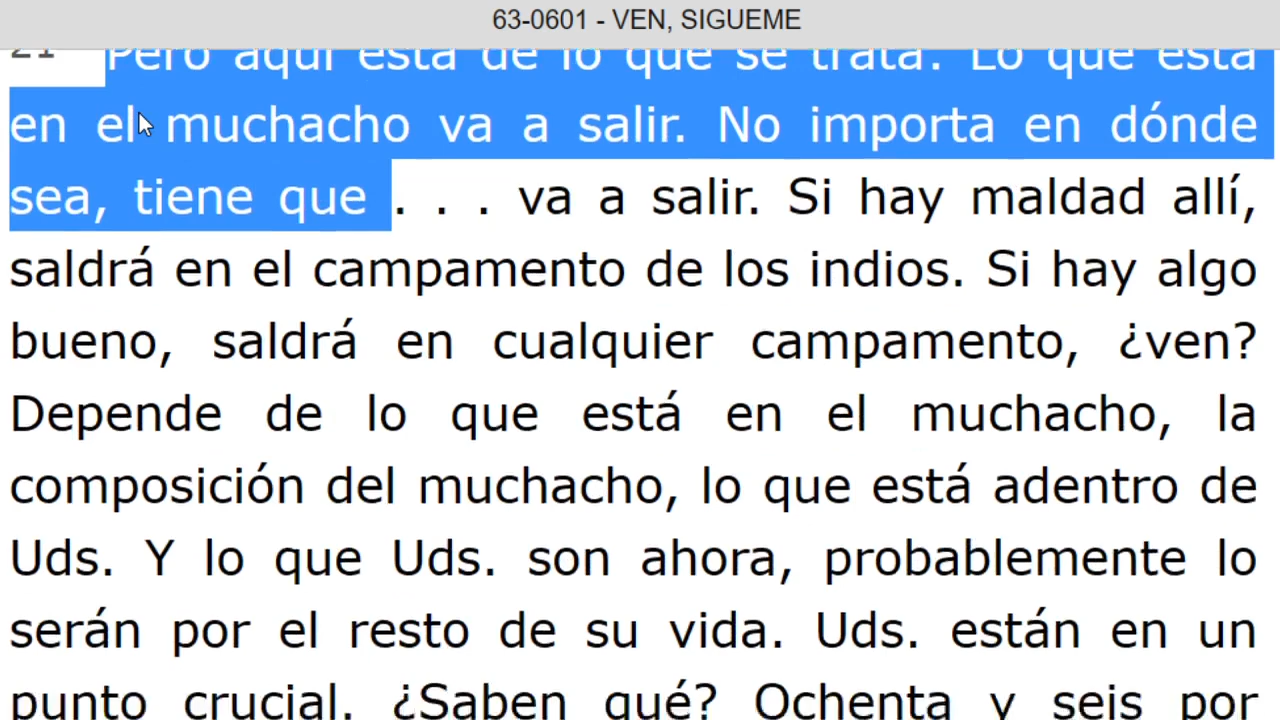 63-0601 - VEN, SIGUEME
21 Pero aquí está de lo que se trata: Lo que está
en el muchacho va a salir. No importa en dónde
sea, tiene que . . . va a salir. Si hay maldad allí,
saldrá en el campamento de los indios. Si hay algo
bueno, saldrá en cualquier campamento, ¿ven?
Depende de lo que está en el muchacho, la
composición del muchacho, lo que está adentro de
Uds. Y lo que Uds. son ahora, probablemente lo
serán por el resto de su vida. Uds. están en un
punto crucial. ¿Saben qué? Ochenta y seis por